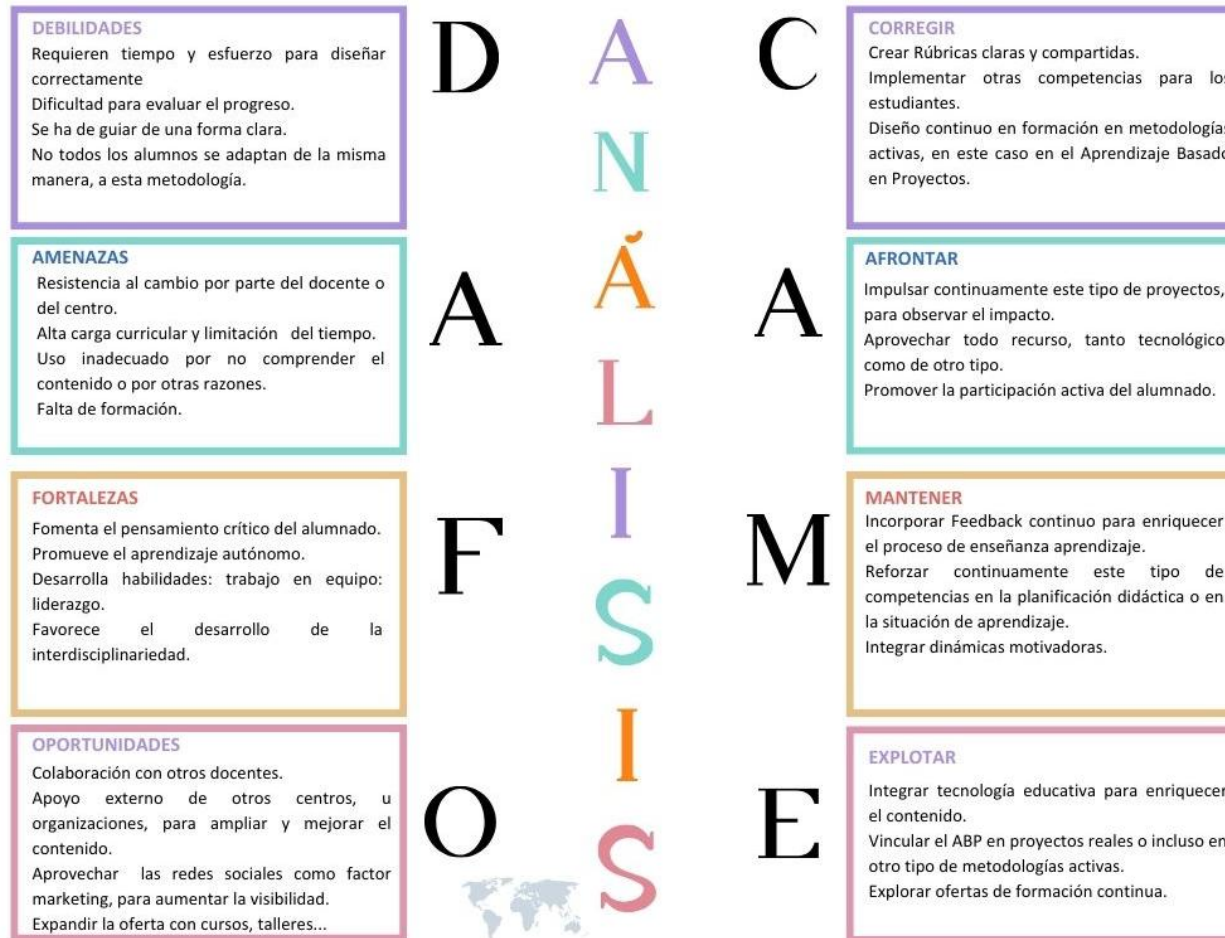 DEBILIDADES
Requieren tiempo y esfuerzo para diseñar
correctamente
Dificultad para evaluar el progreso.
Se ha de guiar de una forma clara.
No todos los alumnos se adaptan de la misma
manera, a esta metodología.
AMENAZAS
Resistencia al cambio por parte del docente o
del centro.
Alta carga curricular y limitación del tiempo.
Uso inadecuado por no comprender el
contenido o por otras razones.
Falta de formación.
FORTALEZAS
Fomenta el pensamiento crítico del alumnado.
Promueve el aprendizaje autónomo.
Desarrolla habilidades: trabajo en equipo:
liderazgo.
Favorece el desarrollo de la
interdisciplinariedad.
OPORTUNIDADES
Colaboración con otros docentes.
Apoyo externo de otros centros, u
organizaciones, para ampliar y mejorar el
contenido.
Aprovechar las redes sociales como factor
marketing, para aumentar la visibilidad.
Expandir la oferta con cursos, talleres...
D
A
F
O
A
N
Á
L
I
S
I
S
C
A
M
E
CORREGIR
Crear Rúbricas claras y compartidas.
Implementar otras competencias para los
estudiantes.
Diseño continuo en formación en metodologías
activas, en este caso en el Aprendizaje Basado
en Proyectos.
AFRONTAR
Impulsar continuamente este tipo de proyectos,
para observar el impacto.
Aprovechar todo recurso, tanto tecnológico
como de otro tipo.
Promover la participación activa del alumnado.
MANTENER
Incorporar Feedback continuo para enriquecer
el proceso de enseñanza aprendizaje.
Reforzar continuamente este tipo de
competencias en la planificación didáctica o en
la situación de aprendizaje.
Integrar dinámicas motivadoras.
EXPLOTAR
Integrar tecnología educativa para enriquecer
el contenido.
Vincular el ABP en proyectos reales o incluso en
otro tipo de metodologías activas.
Explorar ofertas de formación continua.